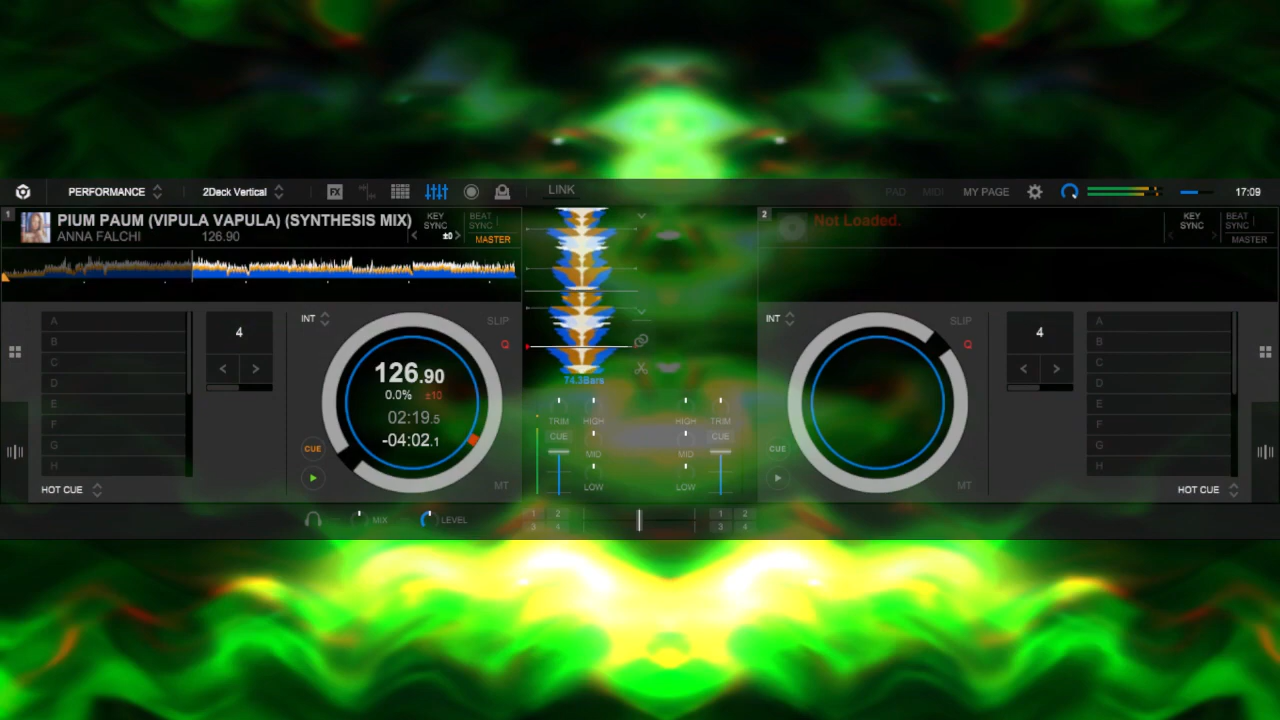 PERFORMANCE
2Deck Vertical
FX
LINK
PAD MIDI MY PAGE
17:09
1
PIUM PAUM (VIPULA VAPULA) (SYNTHESIS MIX)
ANNA FALCHI 126.90
KEY SYNC
±0
BEAT SYNC
MASTER
2
Not Loaded.
KEY SYNC
BEAT SYNC
MASTER
A
B
C
D
E
F
G
H
HOT CUE
4
INT
SLIP
Q
126.90
0.0% ±10
02:19.5
-04:02.1
CUE
MT
74.3Bars
TRIM HIGH
CUE
MID
LOW
HIGH TRIM
CUE
MID
LOW
INT
SLIP
Q
CUE
MT
4
A
B
C
D
E
F
G
H
HOT CUE
MIX
LEVEL
1 2
3 4
1 2
3 4